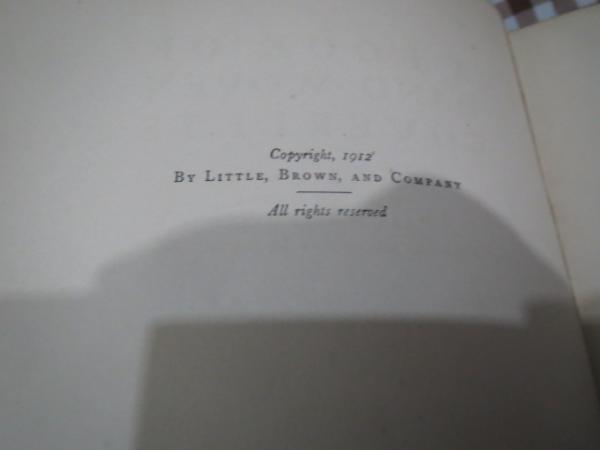 Copyright, 1912
By Little, Brown, and Company
All rights reserved